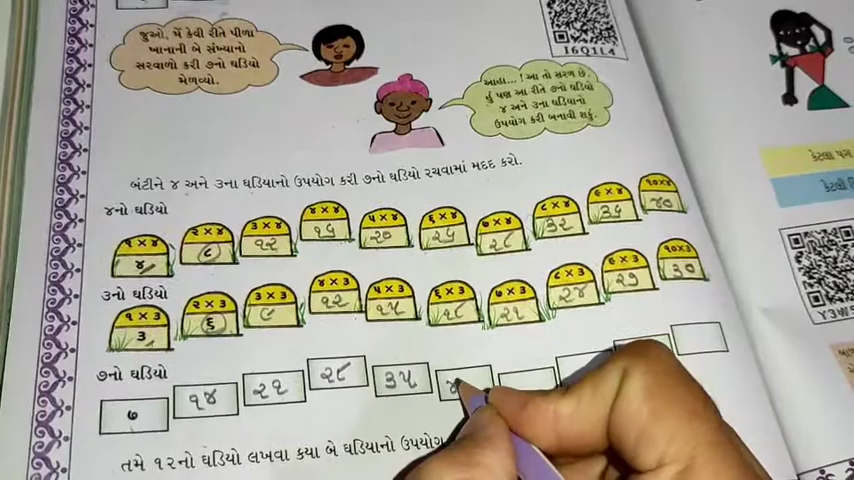 જુઓ, મેં કેવી રીતે પીળા
ખાનાની બે સંખ્યાનો
સરવાળો કરી ૭નો ઘડિયો
મેળવ્યો.
I6Q1L4
આહા...! આ તો સરળ છે.
હું પણ આ રીતે ૭નો ઘડિયો
૪ અને ૩ના ઘડિયાનો
ઉપયોગ કરી બનાવી શકું.
બંટીને ૪ અને ૩ના ઘડિયાનો ઉપયોગ કરી ૭નો ઘડિયો રચવામાં મદદ કરો.
૪નો ઘડિયો
૧×૪ ૨×૪ ૩×૪ ૪×૪ ૫×૪ ૬×૪ ૭×૪ ૮×૪ ૯×૪ ૧૦×૪
૪ ૮ ૧૨ ૧૬ ૨૦ ૨૪ ૨૮ ૩૨ ૩૬ ૪૦
૩નો ઘડિયો
૧×૩ ૨×૩ ૩×૩ ૪×૩ ૫×૩ ૬×૩ ૭×૩ ૮×૩ ૯×૩ ૧૦×૩
૩ ૬ ૯ ૧૨ ૧૫ ૧૮ ૨૧ ૨૪ ૨૭ ૩૦
૭નો ઘડિયો
૭ ૧૪ ૨૧ ૨૮ ૩૫ ૪
તમે ૧૨નો ઘડિયો લખવા કયા બે ઘડિયાનો
કેટલા પગ
કેટલી